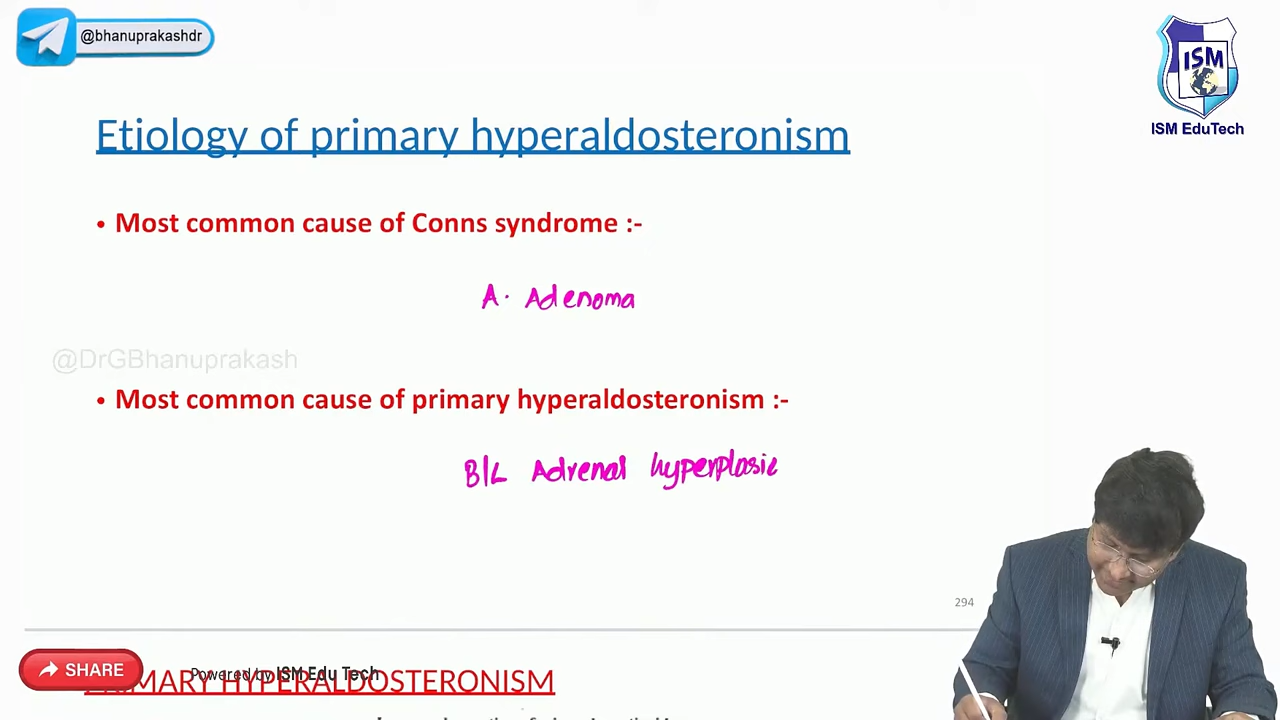 @bhanuprakashdr
ISM
ISM EduTech
Etiology of primary hyperaldosteronism
• Most common cause of Conns syndrome :-
A. Adenoma
@DrGBhanuprakash
• Most common cause of primary hyperaldosteronism :-
B/L Adrenal hyperplasia
294
SHARE
Powered by ISM Edu Tech
PRIMARY HYPERALDOSTERONISM